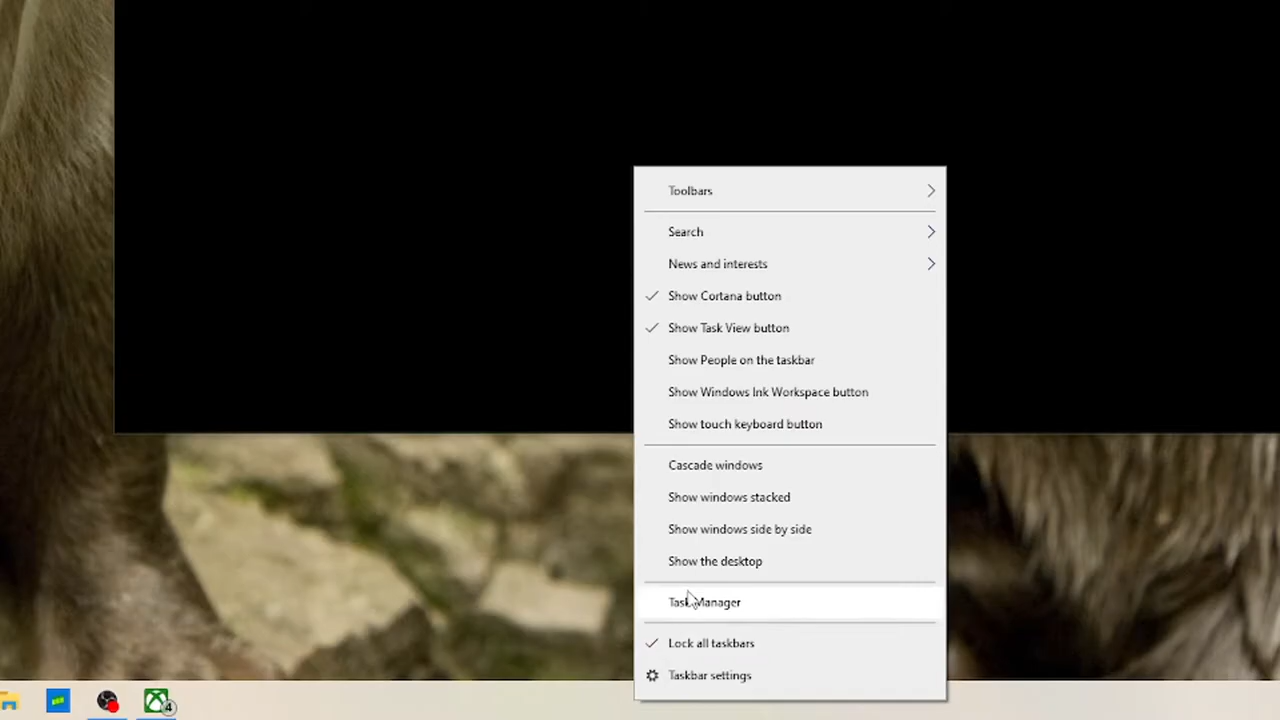 Toolbars
Search
News and interests
Show Cortana button
Show Task View button
Show People on the taskbar
Show Windows Ink Workspace button
Show touch keyboard button
Cascade windows
Show windows stacked
Show windows side by side
Show the desktop
Task Manager
Lock all taskbars
Taskbar settings
4